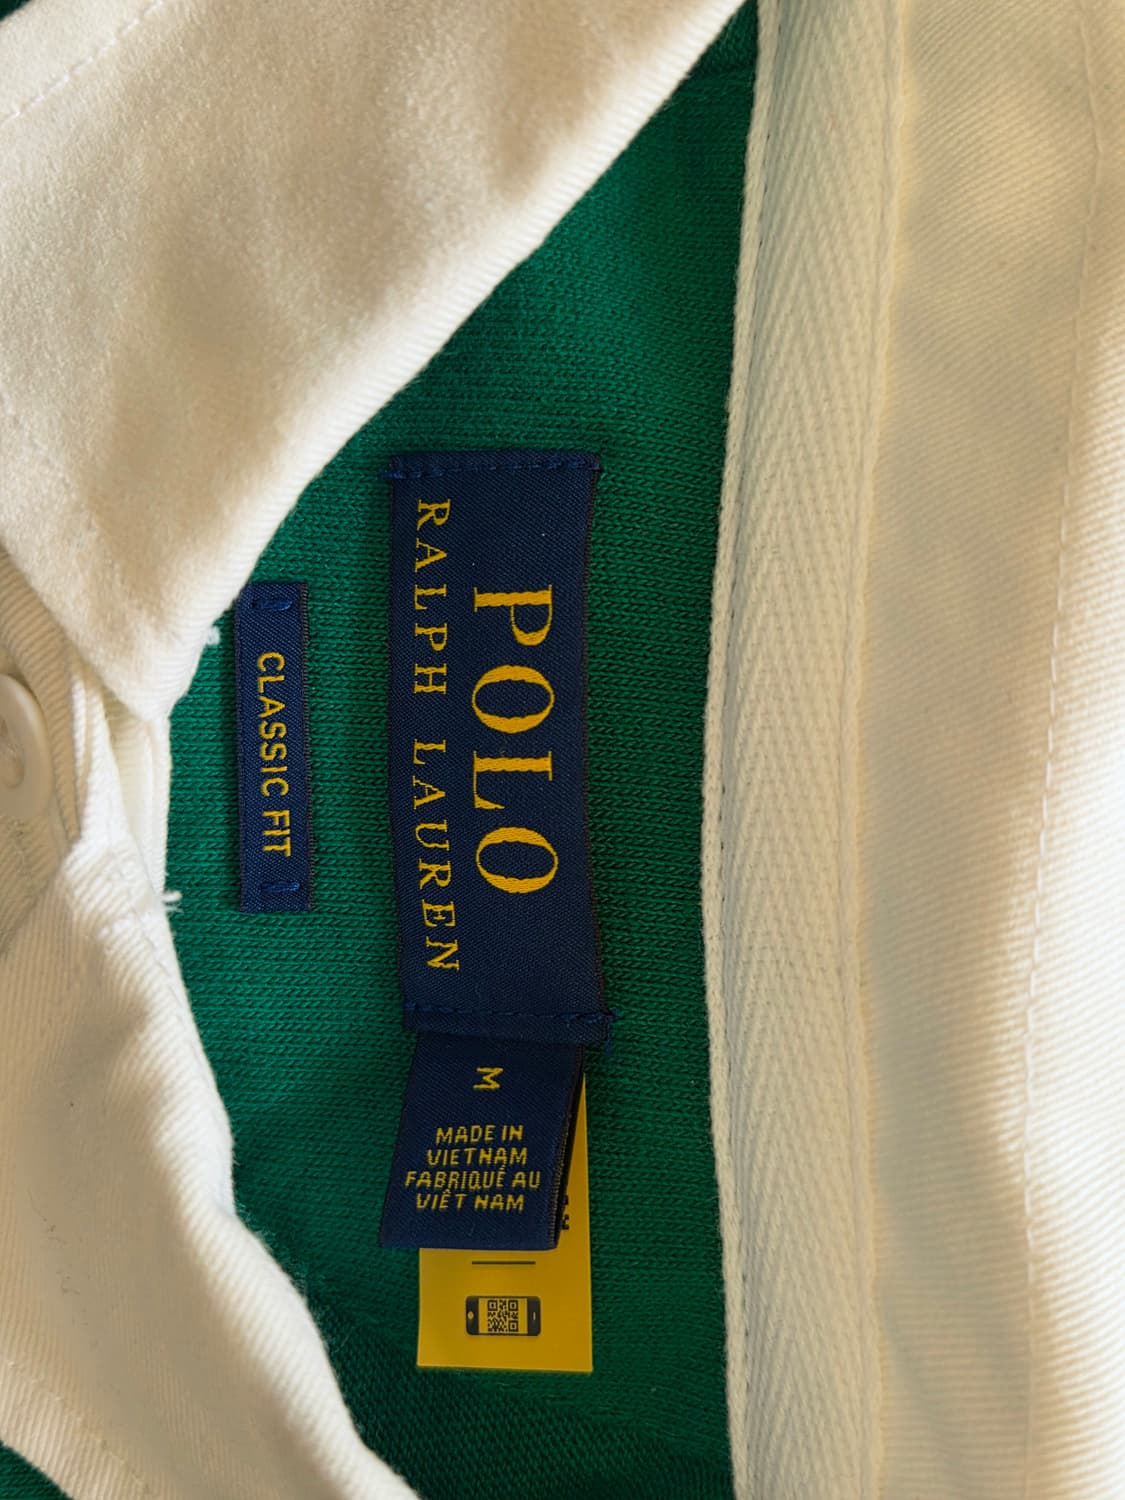 POLO
RALPH LAUREN
CLASSIC FIT
M
MADE IN
VIETNAM
FABRIQUÉ AU
VIÊT NAM